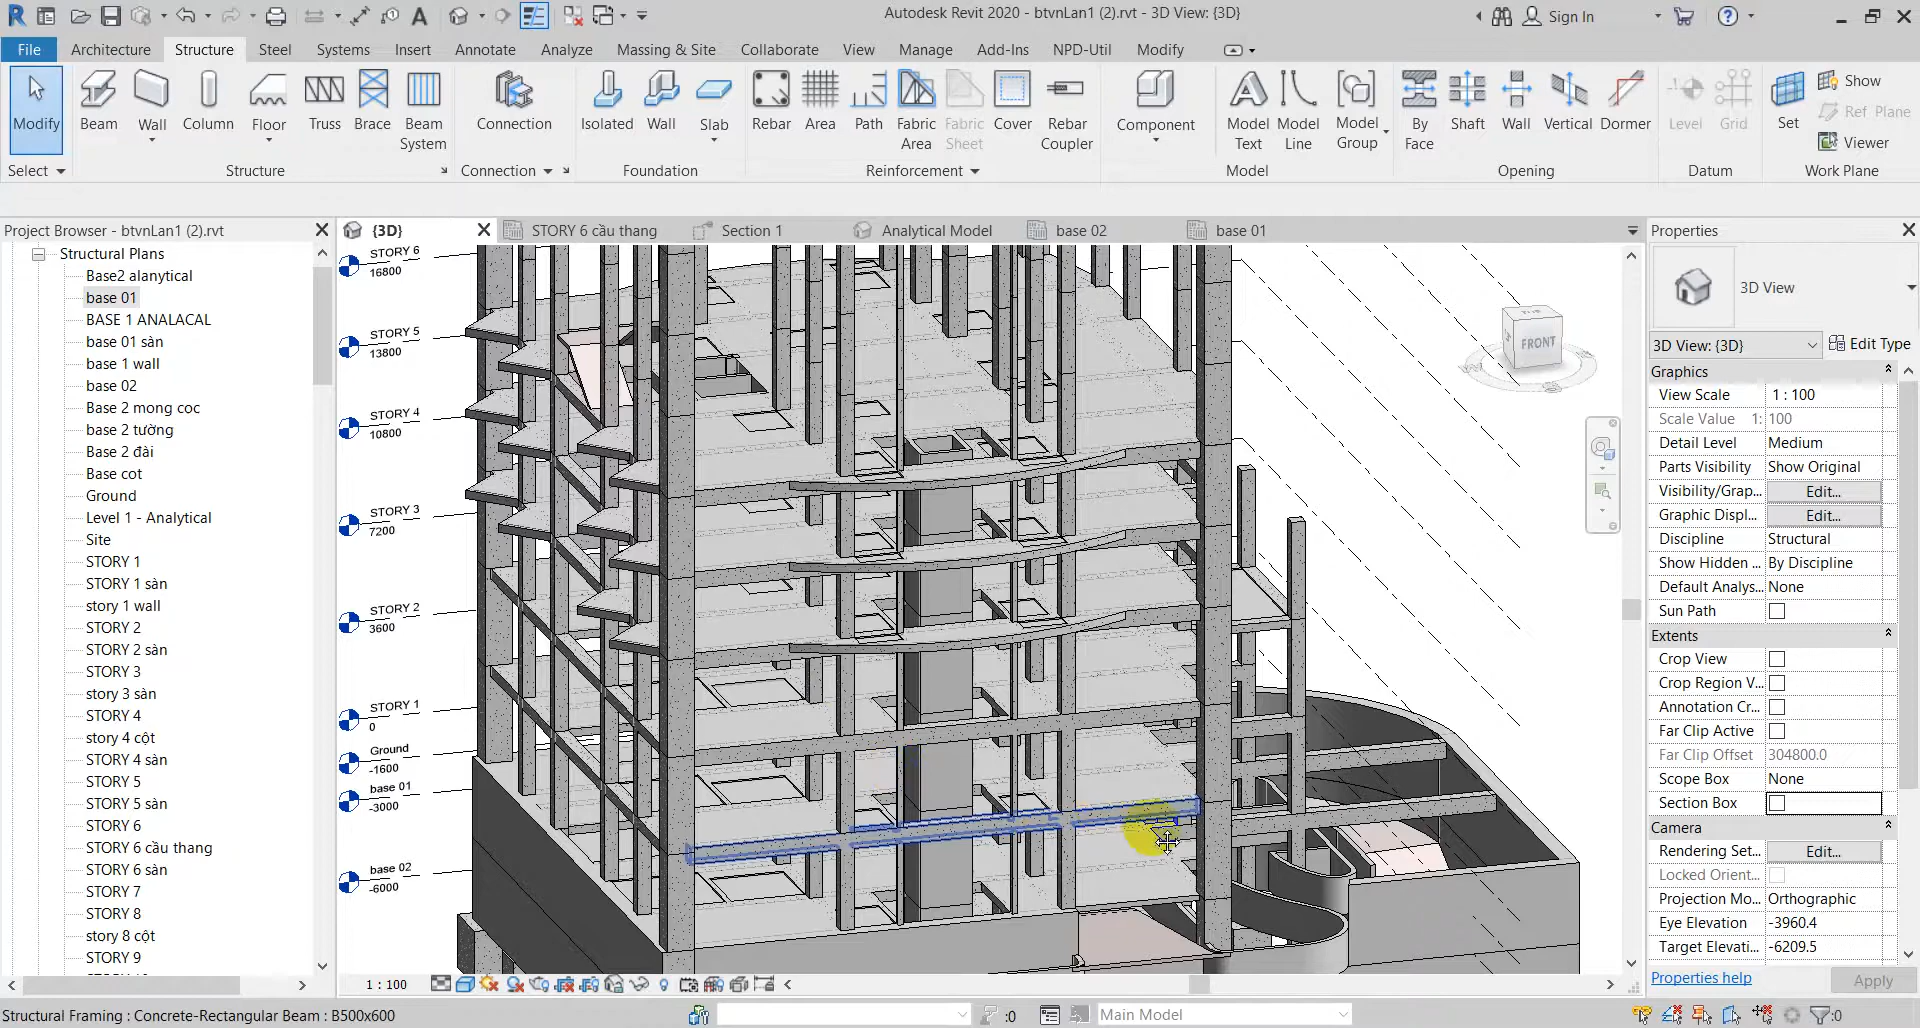 Autodesk Revit 2020 - btvnLan1 (2).rvt - 3D View: {3D}
Sign In
File
Architecture
Structure
Steel
Systems
Insert
Annotate
Analyze
Massing & Site
Collaborate
View
Manage
Add-Ins
NPD-Util
Modify
Modify
Beam
Wall
Column
Floor
Truss
Brace
Beam System
Connection
Isolated
Wall
Slab
Rebar
Area
Path
Fabric Area
Fabric Sheet
Cover
Rebar Coupler
Component
Model Text
Model Line
Model Group
By Face
Shaft
Wall
Vertical
Dormer
Level
Grid
Set
Show
Ref Plane
Viewer
Select
Structure
Connection
Foundation
Reinforcement
Model
Opening
Datum
Work Plane
Project Browser - btvnLan1 (2).rvt
Structural Plans
Base2 alanytical
base 01
BASE 1 ANALACAL
base 01 sàn
base 1 wall
base 02
Base 2 mong coc
base 2 tường
Base 2 đài
Base cot
Ground
Level 1 - Analytical
Site
STORY 1
STORY 1 sàn
story 1 wall
STORY 2
STORY 2 sàn
STORY 3
story 3 sàn
STORY 4
story 4 cột
STORY 4 sàn
STORY 5
STORY 5 sàn
STORY 6
STORY 6 cầu thang
STORY 6 sàn
STORY 7
STORY 8
story 8 cột
STORY 9
{3D}
STORY 6 cầu thang
Section 1
Analytical Model
base 02
base 01
STORY 6
16800
STORY 5
13800
STORY 4
10800
STORY 3
7200
STORY 2
3600
STORY 1
0
Ground
-1600
base 01
-3000
base 02
-6000
FRONT
Properties
3D View
3D View: {3D}
Edit Type
Graphics
View Scale 1 : 100
Scale Value 1: 100
Detail Level Medium
Parts Visibility Show Original
Visibility/Grap... Edit...
Graphic Displ... Edit...
Discipline Structural
Show Hidden ... By Discipline
Default Analys... None
Sun Path
Extents
Crop View
Crop Region V...
Annotation Cr...
Far Clip Active
Far Clip Offset 304800.0
Scope Box None
Section Box
Camera
Rendering Set... Edit...
Locked Orient...
Projection Mo... Orthographic
Eye Elevation -3960.4
Target Elevati... -6209.5
Properties help
Apply
1 : 100
Structural Framing : Concrete-Rectangular Beam : B500x600
:0
Main Model
:0